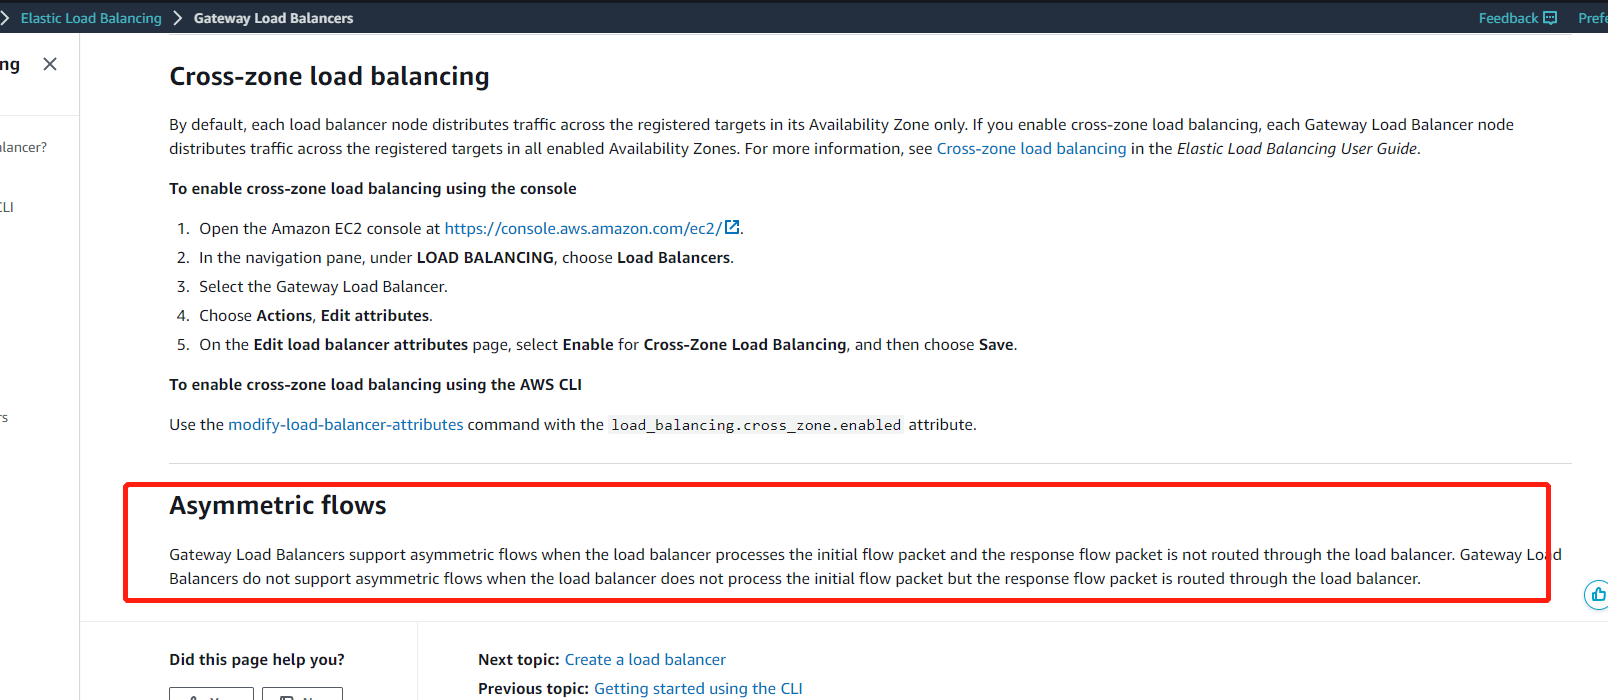 Elastic Load Balancing > Gateway Load Balancers
Feedback
Prefe
ng
alancer?
CLI
rs
Cross-zone load balancing
By default, each load balancer node distributes traffic across the registered targets in its Availability Zone only. If you enable cross-zone load balancing, each Gateway Load Balancer node
distributes traffic across the registered targets in all enabled Availability Zones. For more information, see Cross-zone load balancing in the Elastic Load Balancing User Guide.
To enable cross-zone load balancing using the console
1. Open the Amazon EC2 console at https://console.aws.amazon.com/ec2/.
2. In the navigation pane, under LOAD BALANCING, choose Load Balancers.
3. Select the Gateway Load Balancer.
4. Choose Actions, Edit attributes.
5. On the Edit load balancer attributes page, select Enable for Cross-Zone Load Balancing, and then choose Save.
To enable cross-zone load balancing using the AWS CLI
Use the modify-load-balancer-attributes command with the load_balancing.cross_zone.enabled attribute.
Asymmetric flows
Gateway Load Balancers support asymmetric flows when the load balancer processes the initial flow packet and the response flow packet is not routed through the load balancer. Gateway Load
Balancers do not support asymmetric flows when the load balancer does not process the initial flow packet but the response flow packet is routed through the load balancer.
Did this page help you?
Next topic: Create a load balancer
Previous topic: Getting started using the CLI